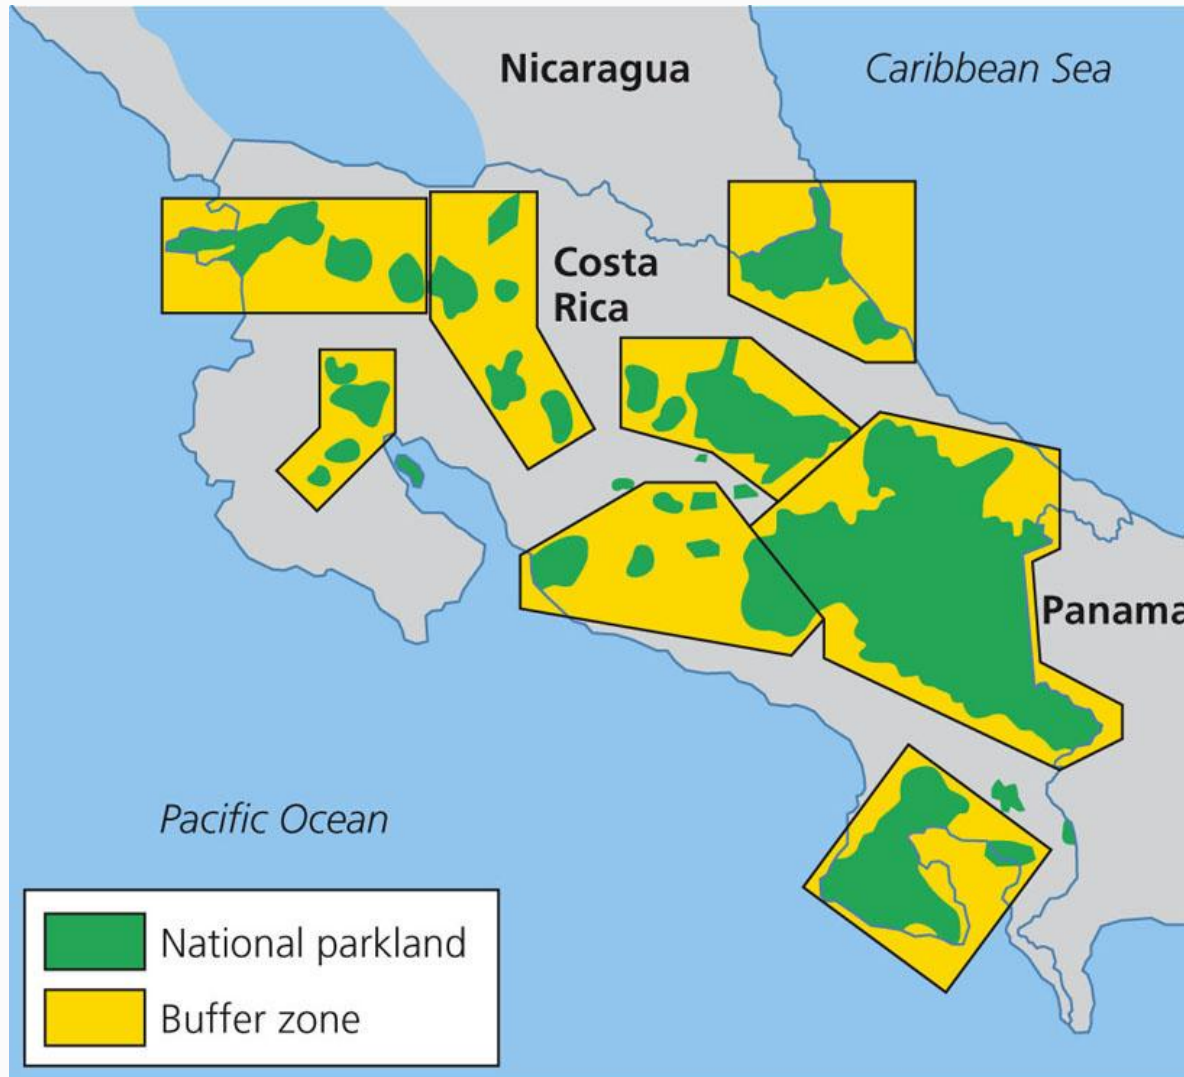 Nicaragua
Caribbean Sea
Costa
Rica
Panama
Pacific Ocean
National parkland
Buffer zone